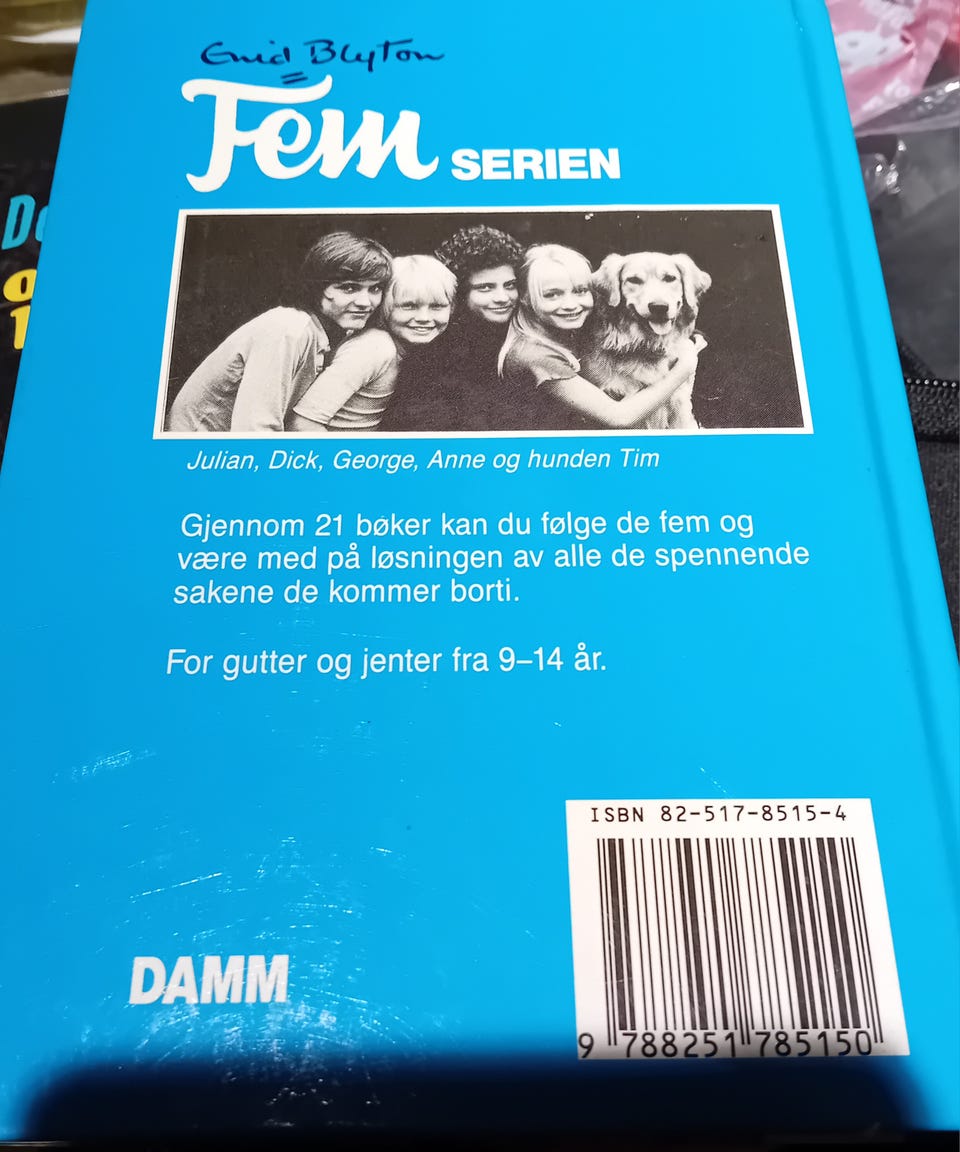 Enid Blyton
Fem SERIEN
Julian, Dick, George, Anne og hunden Tim
Gjennom 21 bøker kan du følge de fem og
være med på løsningen av alle de spennende
sakene de kommer borti.
For gutter og jenter fra 9–14 år.
ISBN 82-517-8515-4
DAMM
9 788251 785150